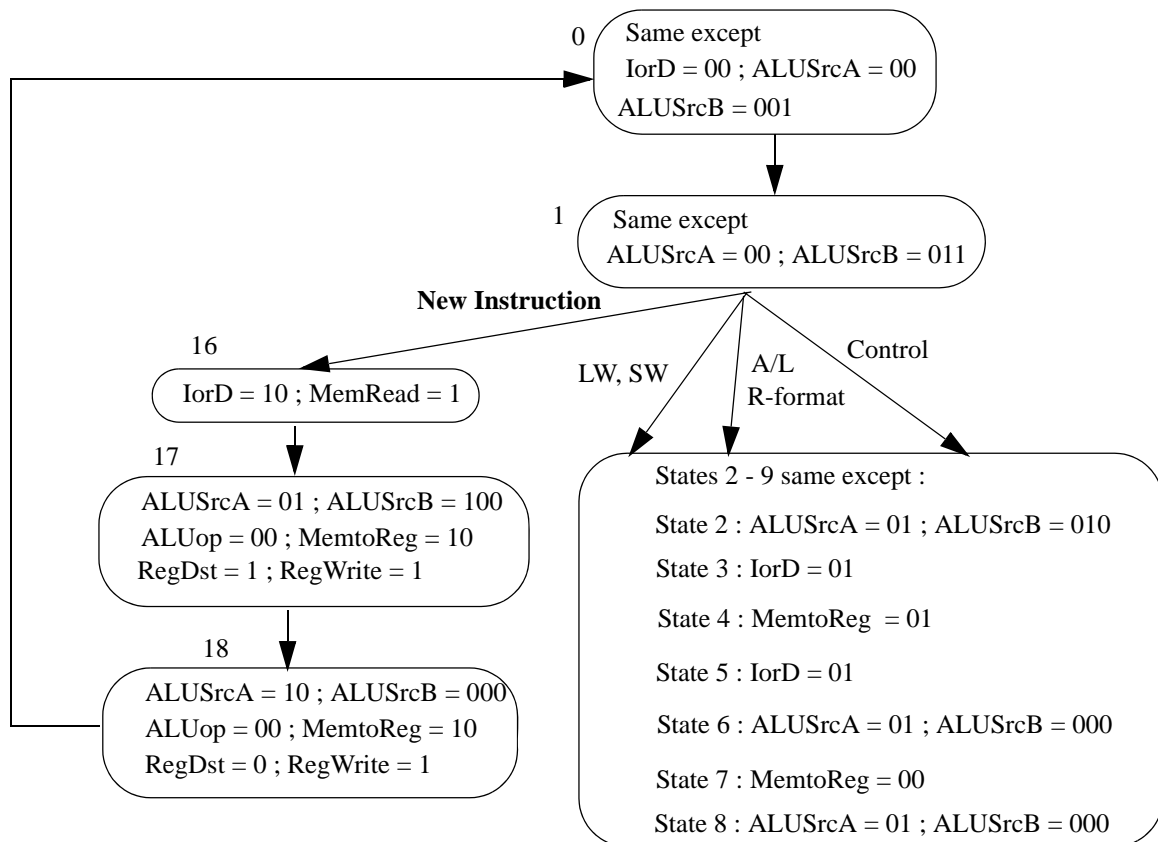 0
Same except
IorD = 00 ; ALUSrcA = 00
ALUSrcB = 001
1
Same except
ALUSrcA = 00 ; ALUSrcB = 011
New Instruction
LW, SW
A/L
R-format
Control
16
IorD = 10 ; MemRead = 1
17
ALUSrcA = 01 ; ALUSrcB = 100
ALUop = 00 ; MemtoReg = 10
RegDst = 1 ; RegWrite = 1
18
ALUSrcA = 10 ; ALUSrcB = 000
ALUop = 00 ; MemtoReg = 10
RegDst = 0 ; RegWrite = 1
States 2 - 9 same except :
State 2 : ALUSrcA = 01 ; ALUSrcB = 010
State 3 : IorD = 01
State 4 : MemtoReg = 01
State 5 : IorD = 01
State 6 : ALUSrcA = 01 ; ALUSrcB = 000
State 7 : MemtoReg = 00
State 8 : ALUSrcA = 01 ; ALUSrcB = 000